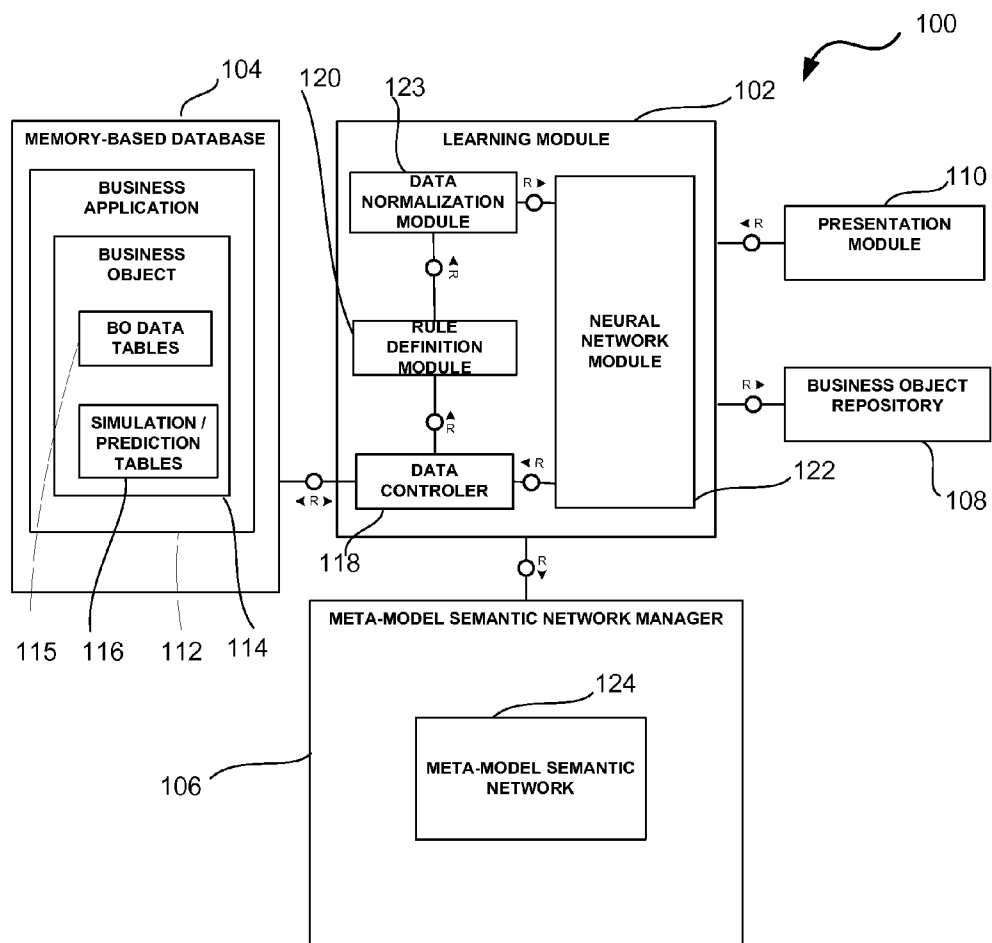 100
104
120
123
102
MEMORY-BASED DATABASE
BUSINESS
APPLICATION
BUSINESS
OBJECT
BO DATA
TABLES
SIMULATION /
PREDICTION
TABLES
LEARNING MODULE
DATA
NORMALIZATION
MODULE
R ►
◄ R
RULE
DEFINITION
MODULE
◄ R
DATA
CONTROLER
◄ R
◄ R ►
NEURAL
NETWORK
MODULE
110
◄ R
PRESENTATION
MODULE
R ►
BUSINESS OBJECT
REPOSITORY
122
108
118
115
116
112
114
R ►
META-MODEL SEMANTIC NETWORK MANAGER
124
106
META-MODEL SEMANTIC
NETWORK